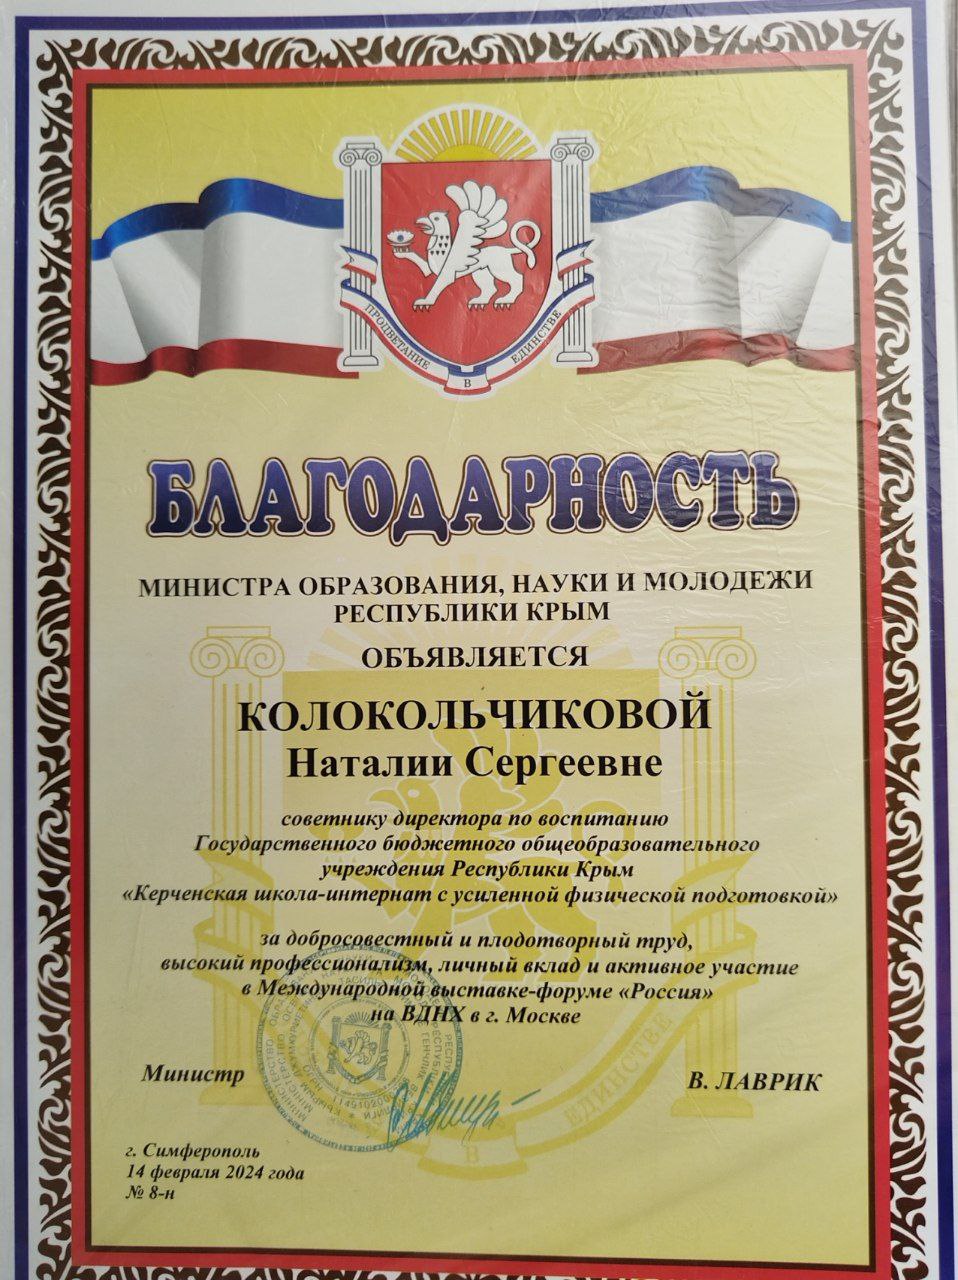 ПРОЦВЕТАНИЕ В ЕДИНСТВЕ
БЛАГОДАРНОСТЬ
МИНИСТРА ОБРАЗОВАНИЯ, НАУКИ И МОЛОДЕЖИ
РЕСПУБЛИКИ КРЫМ
ОБЪЯВЛЯЕТСЯ
КОЛОКОЛЬЧИКОВОЙ
Наталии Сергеевне
советнику директора по воспитанию
Государственного бюджетного общеобразовательного
учреждения Республики Крым
«Керченская школа-интернат с усиленной физической подготовкой»
за добросовестный и плодотворный труд,
высокий профессионализм, личный вклад и активное участие
в Международной выставке-форуме «Россия»
на ВДНХ в г. Москве
Министр
В. ЛАВРИК
В ЕДИНСТВЕ
г. Симферополь
14 февраля 2024 года
№ 8-н